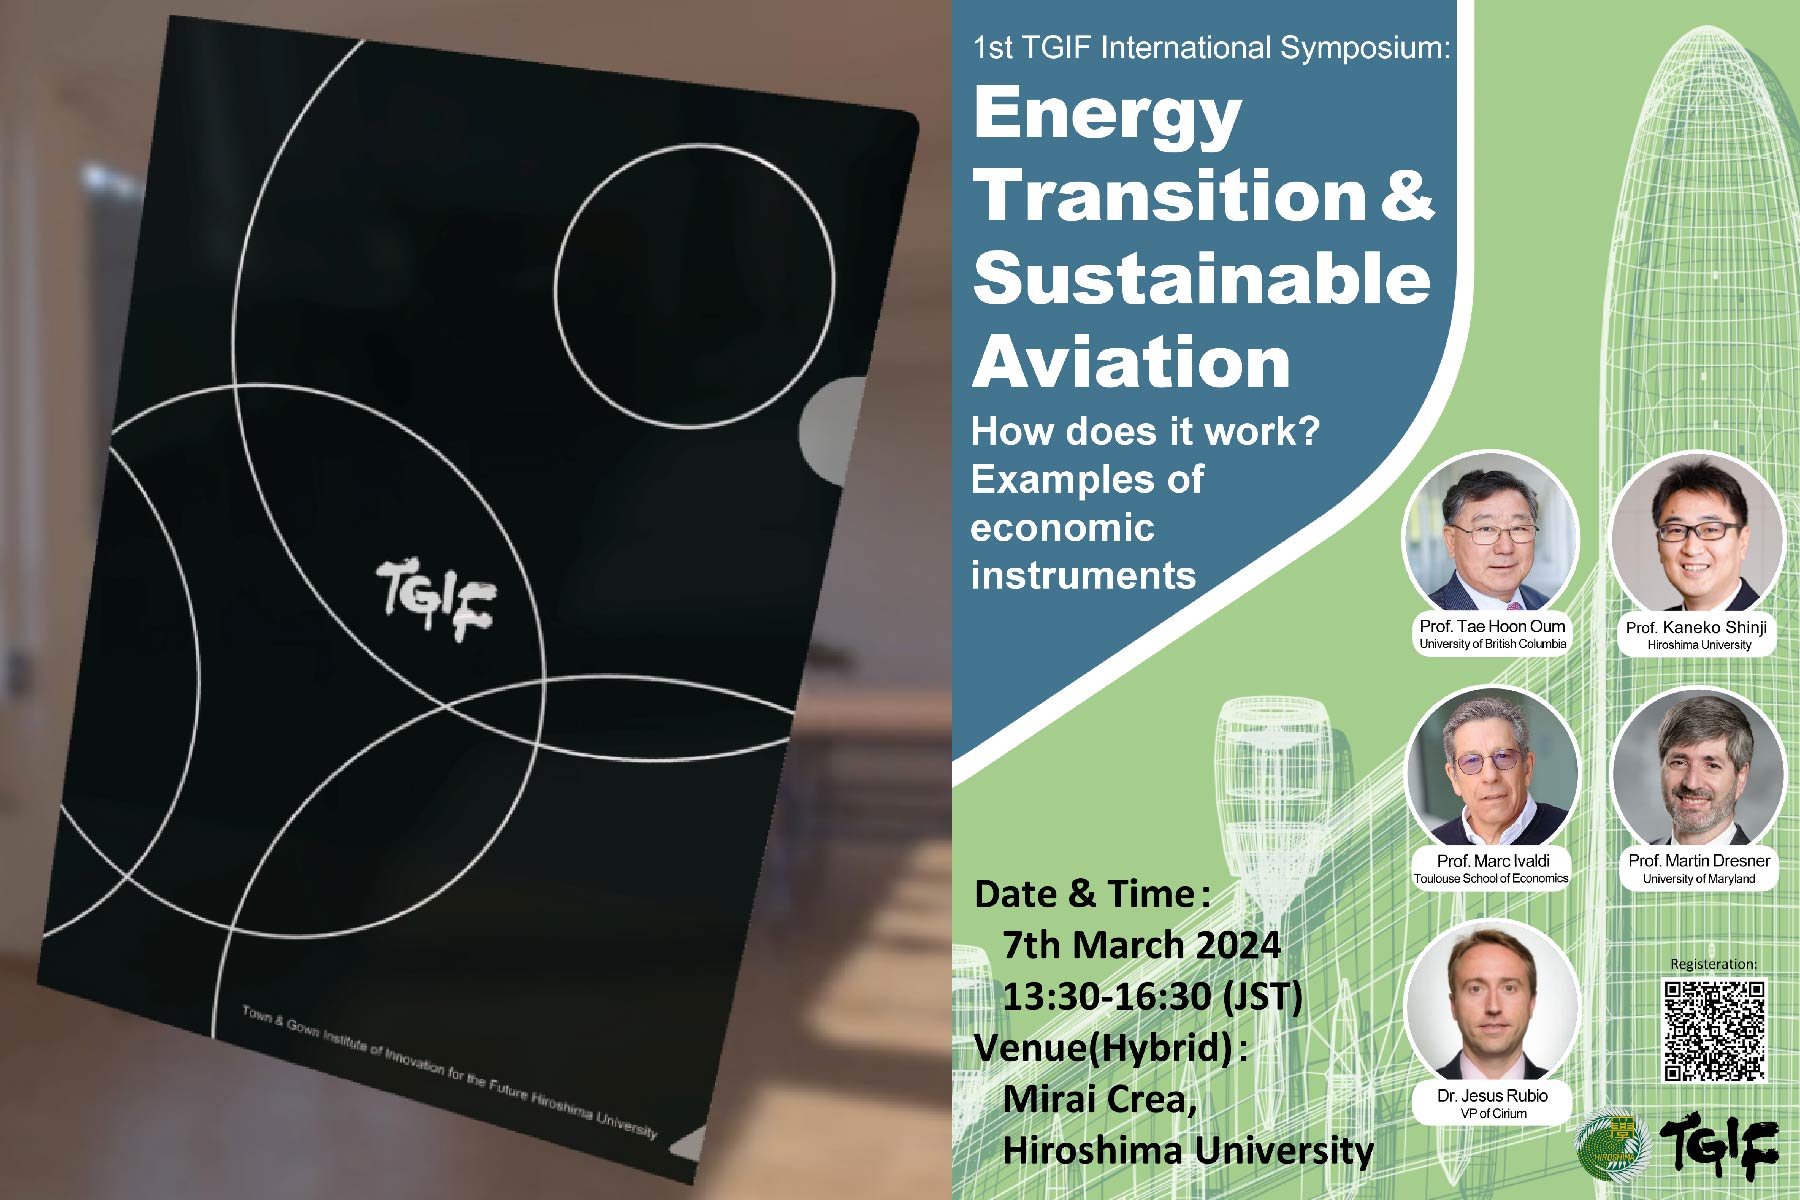 TGIF
Town & Gown Institute of Innovation for the Future Hiroshima University
1st TGIF International Symposium:
Energy
Transition &
Sustainable
Aviation
How does it work?
Examples of
economic
instruments
Prof. Tae Hoon Oum
University of British Columbia
Prof. Kaneko Shinji
Hiroshima University
Prof. Marc Ivaldi
Toulouse School of Economics
Prof. Martin Dresner
University of Maryland
Dr. Jesus Rubio
VP of Cirium
Date & Time:
7th March 2024
13:30-16:30 (JST)
Venue(Hybrid):
Mirai Crea,
Hiroshima University
Registeration:
HIROSHIMA
TGIF